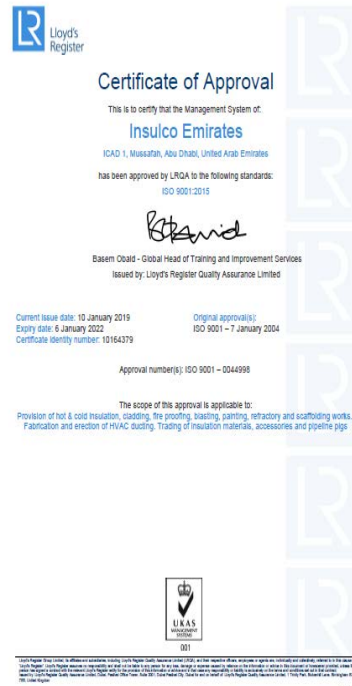 LR
Lloyd's
Register
Certificate of Approval
This is to certify that the Management System of:
Insulco Emirates
ICAD 1, Mussafah, Abu Dhabi, United Arab Emirates
has been approved by LRQA to the following standards:
ISO 9001:2015
Basem Obaid - Global Head of Training and Improvement Services
Issued by: Lloyd's Register Quality Assurance Limited
Current issue date: 10 January 2019
Expiry date: 6 January 2022
Certificate identity number: 10164379
Original approval(s):
ISO 9001 – 7 January 2004
Approval number(s): ISO 9001 – 0044998
The scope of this approval is applicable to:
Provision of hot & cold insulation, cladding, fire proofing, blasting, painting, refractory and scaffolding works.
Fabrication and erection of HVAC ducting. Trading of insulation materials, accessories and pipeline pigs
UKAS
MANAGEMENT
SYSTEMS
001